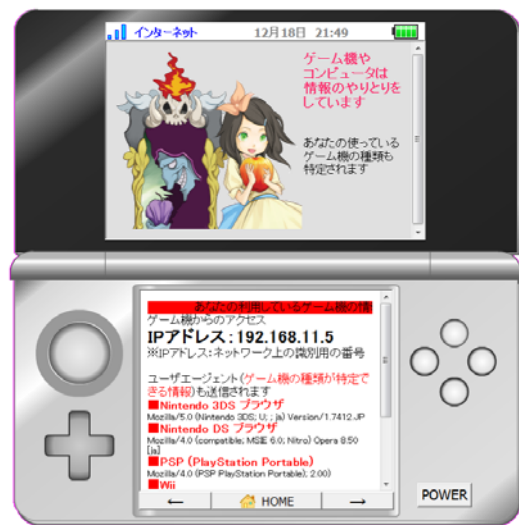 インターネット 12月18日 21:49
ゲーム機や
コンピュータは
情報のやりとりを
しています
あなたの使っている
ゲーム機の種類も
特定されます
あなたの利用しているゲーム機の情
ゲーム機からのアクセス
IPアドレス:192.168.11.5
※IPアドレス:ネットワーク上の識別用の番号
ユーザエージェント(ゲーム機の種類が特定で
きる情報)も送信されます
■Nintendo 3DS ブラウザ
Mozilla/5.0 (Nintendo 3DS; U; ; ja) Version/1.7412.JP
■Nintendo DS ブラウザ
Mozilla/4.0 (compatible; MSIE 6.0; Nitro) Opera 8.50
[ja]
■PSP (PlayStation Portable)
Mozilla/4.0 (PSP PlayStation Portable); 2.00)
■Wii
← HOME →
POWER